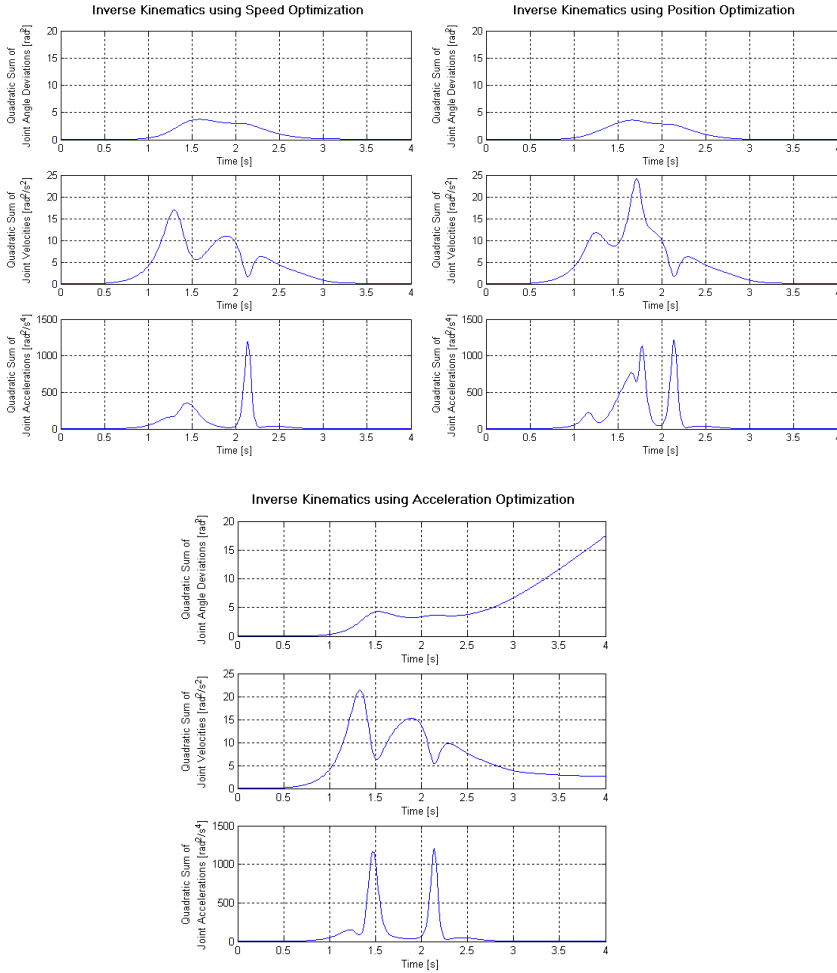 Inverse Kinematics using Speed Optimization
Quadratic Sum of
Joint Angle Deviations [rad²]
20
15
10
5
0
0 0.5 1 1.5 2 2.5 3 3.5 4
Time [s]
Quadratic Sum of
Joint Velocities [rad²/s²]
25
20
15
10
5
0
0 0.5 1 1.5 2 2.5 3 3.5 4
Time [s]
Quadratic Sum of
Joint Accelerations [rad²/s⁴]
1500
1000
500
0
0 0.5 1 1.5 2 2.5 3 3.5 4
Time [s]
Inverse Kinematics using Position Optimization
Quadratic Sum of
Joint Angle Deviations [rad²]
20
15
10
5
0
0 0.5 1 1.5 2 2.5 3 3.5 4
Time [s]
Quadratic Sum of
Joint Velocities [rad²/s²]
25
20
15
10
5
0
0 0.5 1 1.5 2 2.5 3 3.5 4
Time [s]
Quadratic Sum of
Joint Accelerations [rad²/s⁴]
1500
1000
500
0
0 0.5 1 1.5 2 2.5 3 3.5 4
Time [s]
Inverse Kinematics using Acceleration Optimization
Quadratic Sum of
Joint Angle Deviations [rad²]
20
15
10
5
0
0 0.5 1 1.5 2 2.5 3 3.5 4
Time [s]
Quadratic Sum of
Joint Velocities [rad²/s²]
25
20
15
10
5
0
0 0.5 1 1.5 2 2.5 3 3.5 4
Time [s]
Quadratic Sum of
Joint Accelerations [rad²/s⁴]
1500
1000
500
0
0 0.5 1 1.5 2 2.5 3 3.5 4
Time [s]